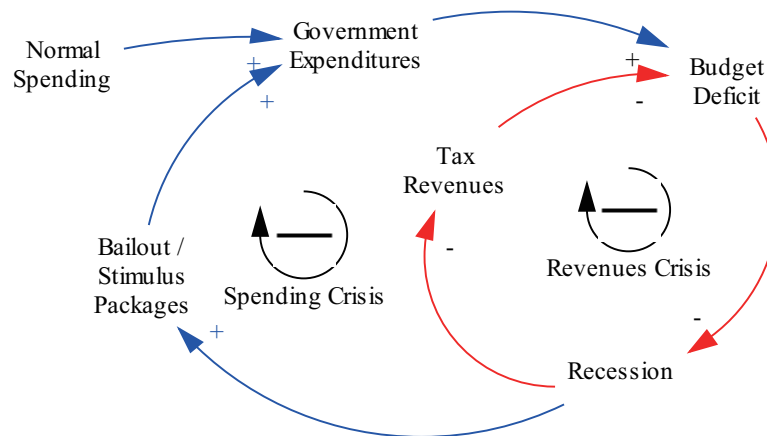 Government
Expenditures
Normal
Spending
+
+
+
-
Budget
Deficit
Tax
Revenues
-
Bailout /
Stimulus
Packages
Spending Crisis
Revenues Crisis
+
-
Recession